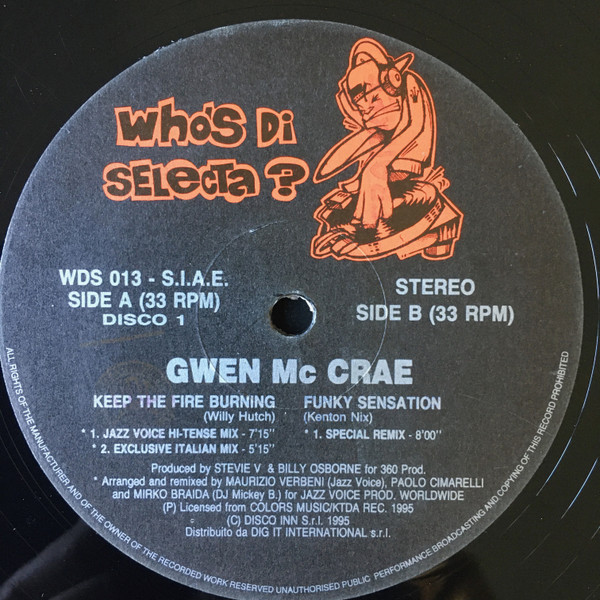 WHO'S Di
SELECTA?
WDS 013 - S.I.A.E.
SIDE A (33 RPM)
DISCO 1
STEREO
SIDE B (33 RPM)
GWEN Mc CRAE
KEEP THE FIRE BURNING
(Willy Hutch)
* 1. JAZZ VOICE HI-TENSE MIX - 7'15"
* 2. EXCLUSIVE ITALIAN MIX - 5'15"
FUNKY SENSATION
(Kenton Nix)
* 1. SPECIAL REMIX - 8'00"
Produced by STEVIE V & BILLY OSBORNE for 360 Prod.
* Arranged and remixed by MAURIZIO VERBENI (Jazz Voice), PAOLO CIMARELLI
and MIRKO BRAIDA (DJ Mickey B.) for JAZZ VOICE PROD. WORLDWIDE
(P) Licensed from COLORS MUSIC/KTDA REC. 1995
(C) DISCO INN S.r.l. 1995
Distribuito da DIG IT INTERNATIONAL s.r.l.
ALL RIGHTS OF THE MANUFACTURER AND OF THE OWNER OF THE RECORDED WORK RESERVED UNAUTHORISED PUBLIC PERFORMANCE BROADCASTING AND COPYING OF THIS RECORD PROHIBITED